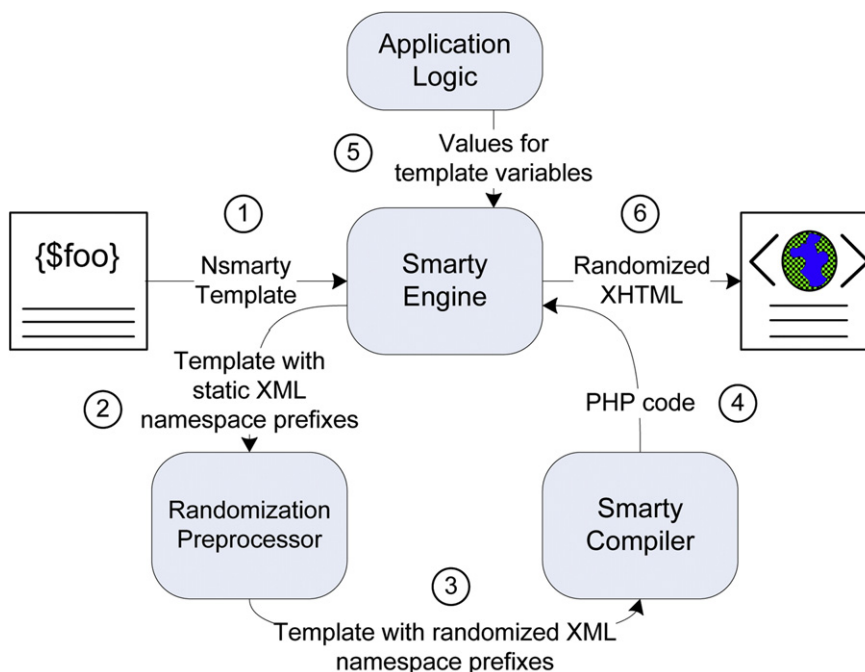 Application
Logic
5
Values for
template variables
1
6
{$foo}
Nsmarty
Template
Smarty
Engine
Randomized
XHTML
< >
2
Template with
static XML
namespace prefixes
PHP code
4
Randomization
Preprocessor
Smarty
Compiler
3
Template with randomized XML
namespace prefixes